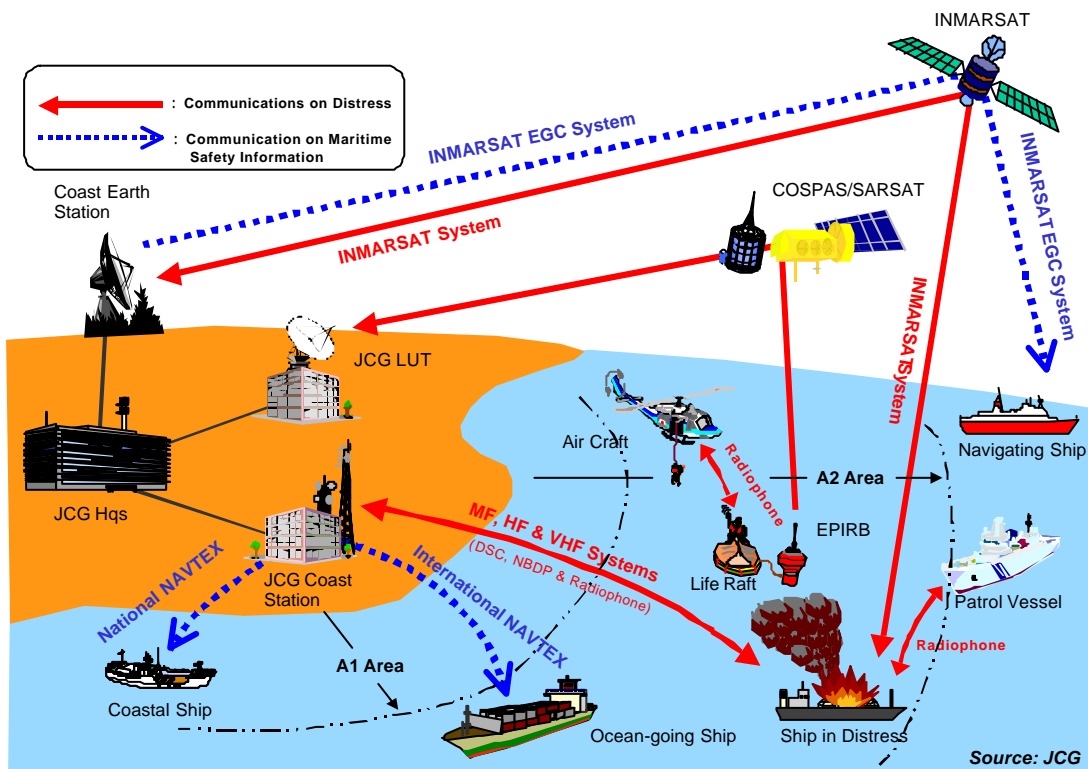 INMARSAT
: Communications on Distress
: Communication on Maritime
Safety Information
Coast Earth
Station
INMARSAT EGC System
INMARSAT System
COSPAS/SARSAT
INMARSAT EGC System
INMARSAT System
JCG LUT
Air Craft
Radiophone
A2 Area
Navigating Ship
JCG Hqs
MF, HF & VHF Systems
(DSC, NBDP & Radiophone)
EPIRB
Life Raft
JCG Coast
Station
National NAVTEX
International NAVTEX
Patrol Vessel
Radiophone
A1 Area
Coastal Ship
Ocean-going Ship
Ship in Distress
Source: JCG